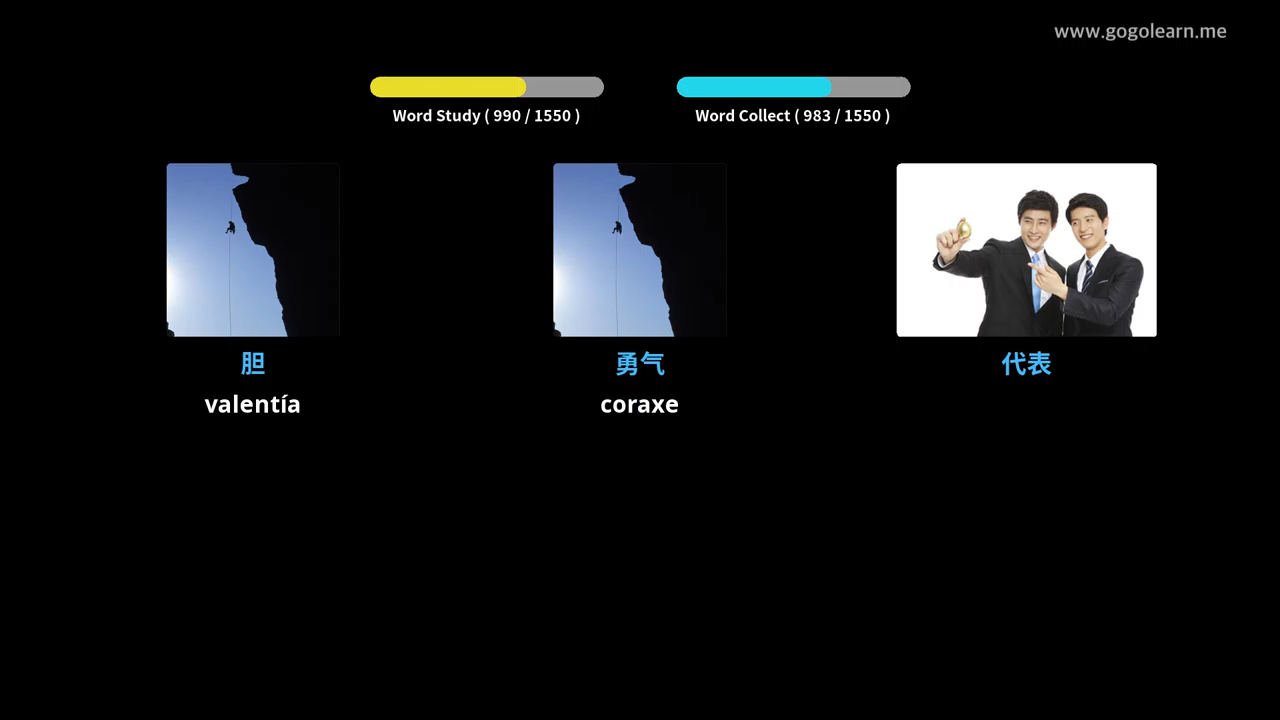 www.gogolearn.me
Word Study ( 990 / 1550 )
Word Collect ( 983 / 1550 )
胆
勇气
代表
valentía
coraxe